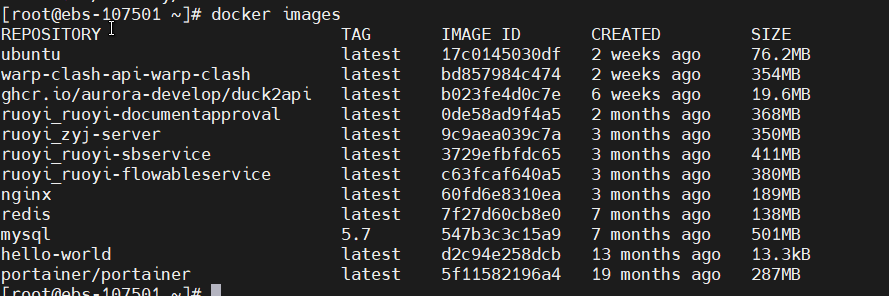 [root@ebs-107501 ~]# docker images
REPOSITORY TAG IMAGE ID CREATED SIZE
ubuntu latest 17c0145030df 2 weeks ago 76.2MB
warp-clash-api-warp-clash latest bd857984c474 2 weeks ago 354MB
ghcr.io/aurora-develop/duck2api latest b023fe4d0c7e 6 weeks ago 19.6MB
ruoyi_ruoyi-documentapproval latest 0de58ad9f4a5 2 months ago 368MB
ruoyi_zyj-server latest 9c9aea039c7a 3 months ago 350MB
ruoyi_ruoyi-sbservice latest 3729efbfdc65 3 months ago 411MB
ruoyi_ruoyi-flowableservice latest c63fcaf640a5 3 months ago 380MB
nginx latest 60fd6e8310ea 3 months ago 189MB
redis latest 7f27d60cb8e0 7 months ago 138MB
mysql 5.7 547b3c3c15a9 7 months ago 501MB
hello-world latest d2c94e258dcb 13 months ago 13.3kB
portainer/portainer latest 5f11582196a4 19 months ago 287MB
[root@ebs-107501 ~]#